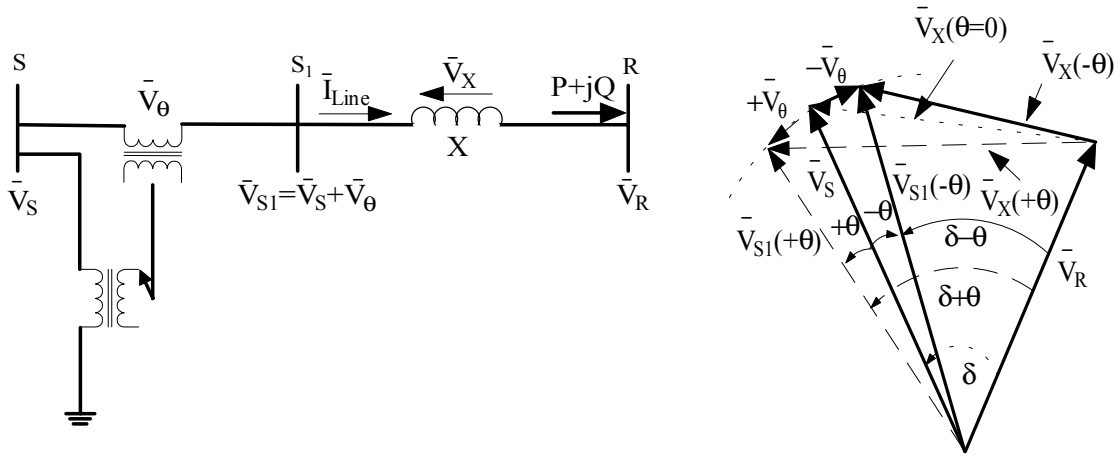 S
V̄θ
S₁
ĪLine
V̄X
P+jQ
R
X
V̄S
V̄S1=V̄S+V̄θ
V̄R
V̄X(θ=0)
−V̄θ
V̄X(-θ)
+V̄θ
V̄S
V̄S1(-θ)
V̄X(+θ)
V̄S1(+θ)
+θ
−θ
δ−θ
V̄R
δ+θ
δ